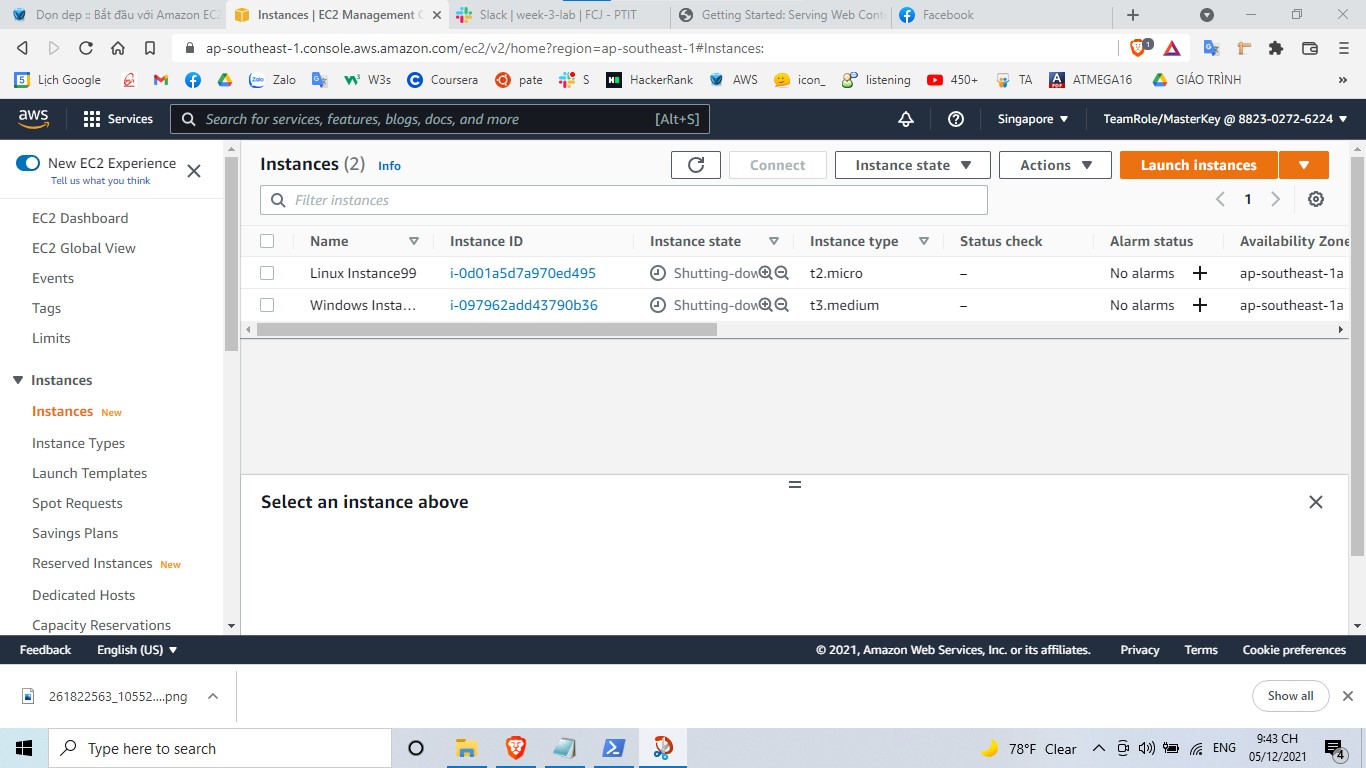 Dọn dẹp :: Bắt đầu với Amazon EC
Instances | EC2 Management C
Slack | week-3-lab | FCJ - PTIT
Getting Started: Serving Web Cont
Facebook
ap-southeast-1.console.aws.amazon.com/ec2/v2/home?region=ap-southeast-1#Instances:
1
Lịch Google
Zalo
W3s
Coursera
pate
S
HackerRank
AWS
icon_
listening
450+
TA
ATMEGA16
GIÁO TRÌNH
aws
Services
Search for services, features, blogs, docs, and more
[Alt+S]
Singapore
TeamRole/MasterKey @ 8823-0272-6224
New EC2 Experience
Tell us what you think
EC2 Dashboard
EC2 Global View
Events
Tags
Limits
Instances
Instances New
Instance Types
Launch Templates
Spot Requests
Savings Plans
Reserved Instances New
Dedicated Hosts
Capacity Reservations
Instances (2) Info
Connect
Instance state
Actions
Launch instances
Filter instances
1
Name Instance ID Instance state Instance type Status check Alarm status Availability Zone
Linux Instance99 i-0d01a5d7a970ed495 Shutting-dow t2.micro – No alarms + ap-southeast-1a
Windows Insta... i-097962add43790b36 Shutting-dow t3.medium – No alarms + ap-southeast-1a
Select an instance above
Feedback
English (US)
© 2021, Amazon Web Services, Inc. or its affiliates.
Privacy
Terms
Cookie preferences
261822563_10552....png
Show all
Type here to search
78°F Clear
ENG
9:43 CH
05/12/2021
4